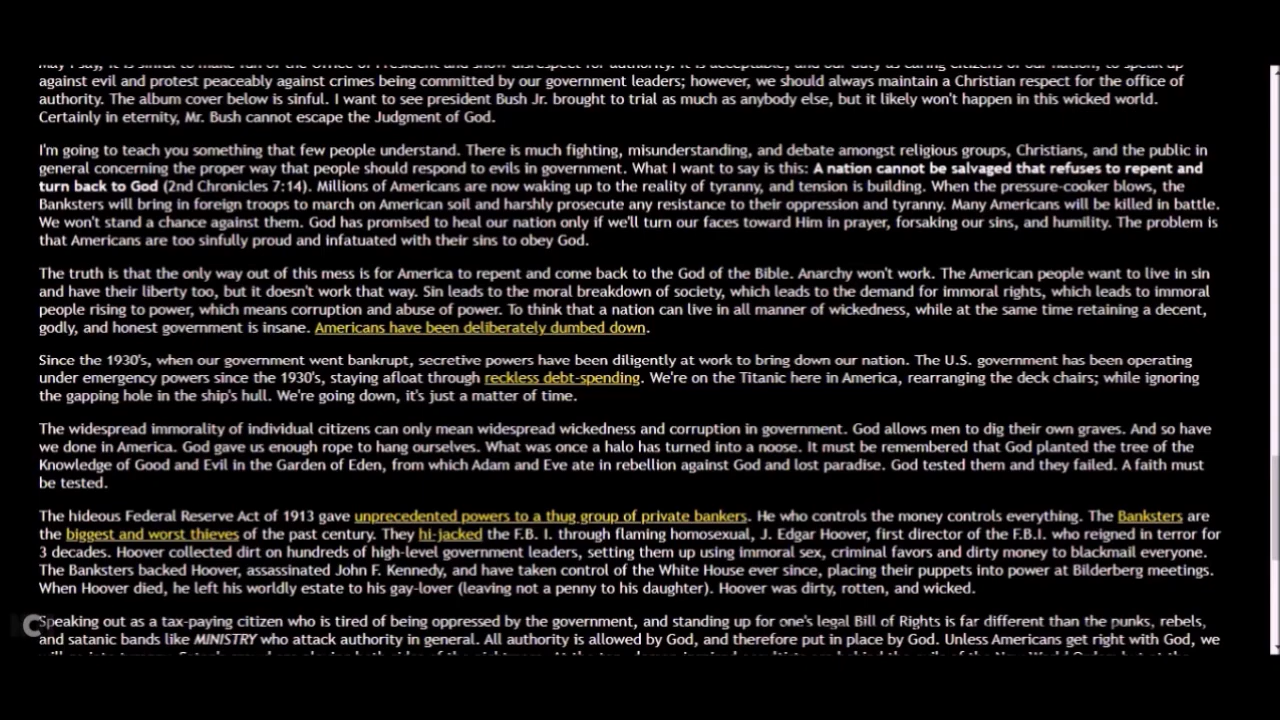 May I say, it is sinful to make fun of the Office of President and show disrespect for authority. It is acceptable, and our duty as caring citizens of our nation, to speak up
against evil and protest peaceably against crimes being committed by our government leaders; however, we should always maintain a Christian respect for the office of
authority. The album cover below is sinful. I want to see president Bush Jr. brought to trial as much as anybody else, but it likely won't happen in this wicked world.
Certainly in eternity, Mr. Bush cannot escape the Judgment of God.
I'm going to teach you something that few people understand. There is much fighting, misunderstanding, and debate amongst religious groups, Christians, and the public in
general concerning the proper way that people should respond to evils in government. What I want to say is this: A nation cannot be salvaged that refuses to repent and
turn back to God (2nd Chronicles 7:14). Millions of Americans are now waking up to the reality of tyranny, and tension is building. When the pressure-cooker blows, the
Banksters will bring in foreign troops to march on American soil and harshly prosecute any resistance to their oppression and tyranny. Many Americans will be killed in battle.
We won't stand a chance against them. God has promised to heal our nation only if we'll turn our faces toward Him in prayer, forsaking our sins, and humility. The problem is
that Americans are too sinfully proud and infatuated with their sins to obey God.
The truth is that the only way out of this mess is for America to repent and come back to the God of the Bible. Anarchy won't work. The American people want to live in sin
and have their liberty too, but it doesn't work that way. Sin leads to the moral breakdown of society, which leads to the demand for immoral rights, which leads to immoral
people rising to power, which means corruption and abuse of power. To think that a nation can live in all manner of wickedness, while at the same time retaining a decent,
godly, and honest government is insane. Americans have been deliberately dumbed down.
Since the 1930's, when our government went bankrupt, secretive powers have been diligently at work to bring down our nation. The U.S. government has been operating
under emergency powers since the 1930's, staying afloat through reckless debt-spending. We're on the Titanic here in America, rearranging the deck chairs; while ignoring
the gapping hole in the ship's hull. We're going down, it's just a matter of time.
The widespread immorality of individual citizens can only mean widespread wickedness and corruption in government. God allows men to dig their own graves. And so have
we done in America. God gave us enough rope to hang ourselves. What was once a halo has turned into a noose. It must be remembered that God planted the tree of the
Knowledge of Good and Evil in the Garden of Eden, from which Adam and Eve ate in rebellion against God and lost paradise. God tested them and they failed. A faith must
be tested.
The hideous Federal Reserve Act of 1913 gave unprecedented powers to a thug group of private bankers. He who controls the money controls everything. The Banksters are
the biggest and worst thieves of the past century. They hi-jacked the F.B. I. through flaming homosexual, J. Edgar Hoover, first director of the F.B.I. who reigned in terror for
3 decades. Hoover collected dirt on hundreds of high-level government leaders, setting them up using immoral sex, criminal favors and dirty money to blackmail everyone.
The Banksters backed Hoover, assassinated John F. Kennedy, and have taken control of the White House ever since, placing their puppets into power at Bilderberg meetings.
When Hoover died, he left his worldly estate to his gay-lover (leaving not a penny to his daughter). Hoover was dirty, rotten, and wicked.
Speaking out as a tax-paying citizen who is tired of being oppressed by the government, and standing up for one's legal Bill of Rights is far different than the punks, rebels,
and satanic bands like MINISTRY who attack authority in general. All authority is allowed by God, and therefore put in place by God. Unless Americans get right with God, we